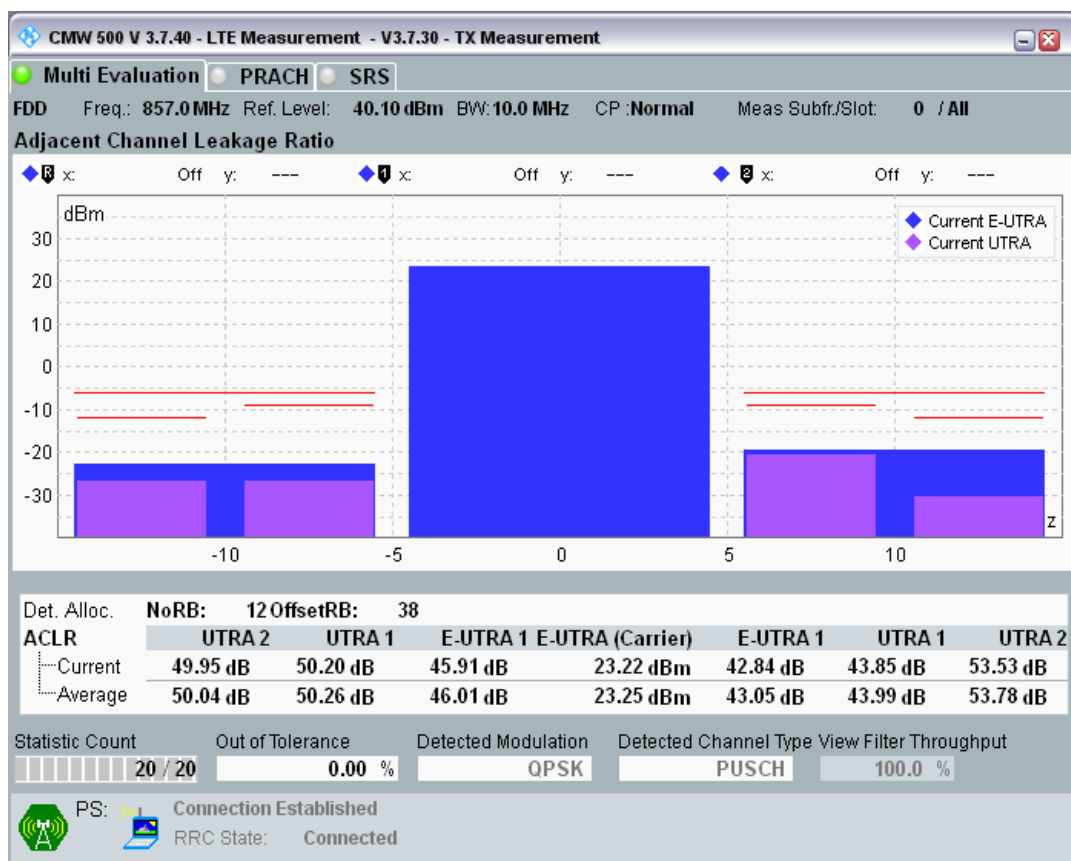 CMW 500 V 3.7.40 - LTE Measurement - V3.7.30 - TX Measurement
Multi Evaluation PRACH SRS
FDD Freq.: 857.0 MHz Ref. Level: 40.10 dBm BW: 10.0 MHz CP :Normal Meas Subfr./Slot: 0 / All
Adjacent Channel Leakage Ratio
R x: Off y: --- 1 x: Off y: --- 2 x: Off y: ---
dBm
Current E-UTRA
Current UTRA
30
20
10
0
-10
-20
-30
z
-10 -5 0 5 10
Det. Alloc. NoRB: 12 OffsetRB: 38
ACLR UTRA 2 UTRA 1 E-UTRA 1 E-UTRA (Carrier) E-UTRA 1 UTRA 1 UTRA 2
Current 49.95 dB 50.20 dB 45.91 dB 23.22 dBm 42.84 dB 43.85 dB 53.53 dB
Average 50.04 dB 50.26 dB 46.01 dB 23.25 dBm 43.05 dB 43.99 dB 53.78 dB
Statistic Count Out of Tolerance Detected Modulation Detected Channel Type View Filter Throughput
20 / 20 0.00 % QPSK PUSCH 100.0 %
PS: Connection Established
RRC State: Connected